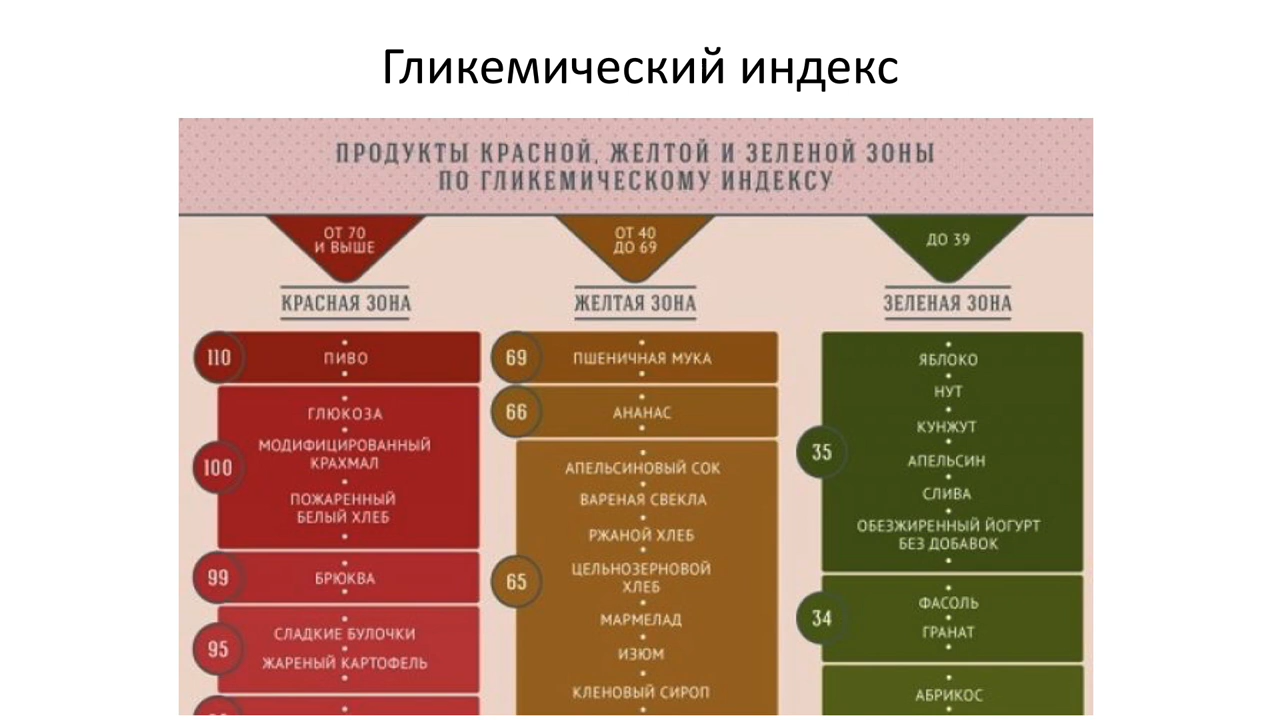 Гликемический индекс
ПРОДУКТЫ КРАСНОЙ, ЖЕЛТОЙ И ЗЕЛЕНОЙ ЗОНЫ
ПО ГЛИКЕМИЧЕСКОМУ ИНДЕКСУ
ОТ 70
И ВЫШЕ
КРАСНАЯ ЗОНА
110
ПИВО
100
ГЛЮКОЗА
МОДИФИЦИРОВАННЫЙ
КРАХМАЛ
ПОЖАРЕННЫЙ
БЕЛЫЙ ХЛЕБ
99
БРЮКВА
95
СЛАДКИЕ БУЛОЧКИ
ЖАРЕНЫЙ КАРТОФЕЛЬ
ОТ 40
ДО 69
ЖЕЛТАЯ ЗОНА
69
ПШЕНИЧНАЯ МУКА
66
АНАНАС
65
АПЕЛЬСИНОВЫЙ СОК
ВАРЕНАЯ СВЕКЛА
РЖАНОЙ ХЛЕБ
ЦЕЛЬНОЗЕРНОВОЙ
ХЛЕБ
МАРМЕЛАД
ИЗЮМ
КЛЕНОВЫЙ СИРОП
ДО 39
ЗЕЛЕНАЯ ЗОНА
35
ЯБЛОКО
НУТ
КУНЖУТ
АПЕЛЬСИН
СЛИВА
ОБЕЗЖИРЕННЫЙ ЙОГУРТ
БЕЗ ДОБАВОК
34
ФАСОЛЬ
ГРАНАТ
АБРИКОС